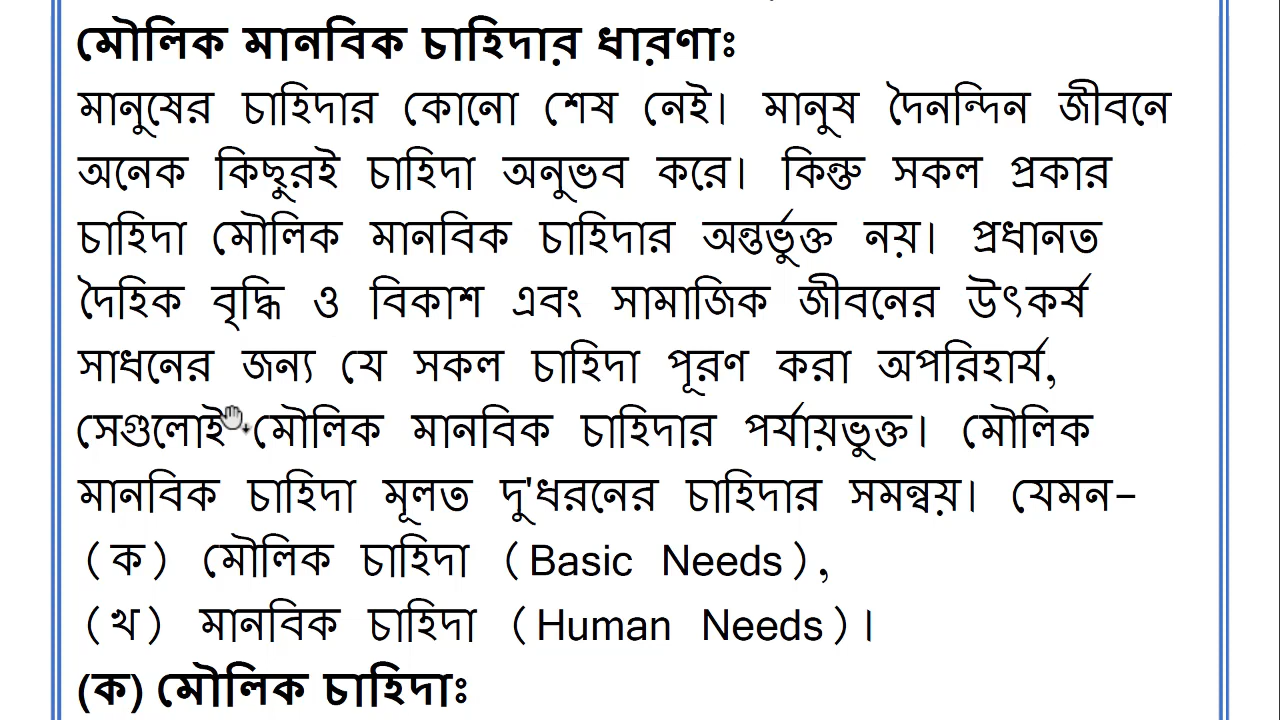 মৌলিক মানবিক চাহিদার ধারণাঃ
মানুষের চাহিদার কোনো শেষ নেই। মানুষ দৈনন্দিন জীবনে
অনেক কিছুরই চাহিদা অনুভব করে। কিন্তু সকল প্রকার
চাহিদা মৌলিক মানবিক চাহিদার অন্তর্ভুক্ত নয়। প্রধানত
দৈহিক বৃদ্ধি ও বিকাশ এবং সামাজিক জীবনের উৎকর্ষ
সাধনের জন্য যে সকল চাহিদা পূরণ করা অপরিহার্য,
সেগুলোই মৌলিক মানবিক চাহিদার পর্যায়ভুক্ত। মৌলিক
মানবিক চাহিদা মূলত দু'ধরনের চাহিদার সমন্বয়। যেমন-
(ক) মৌলিক চাহিদা (Basic Needs),
(খ) মানবিক চাহিদা (Human Needs)।
(ক) মৌলিক চাহিদাঃ